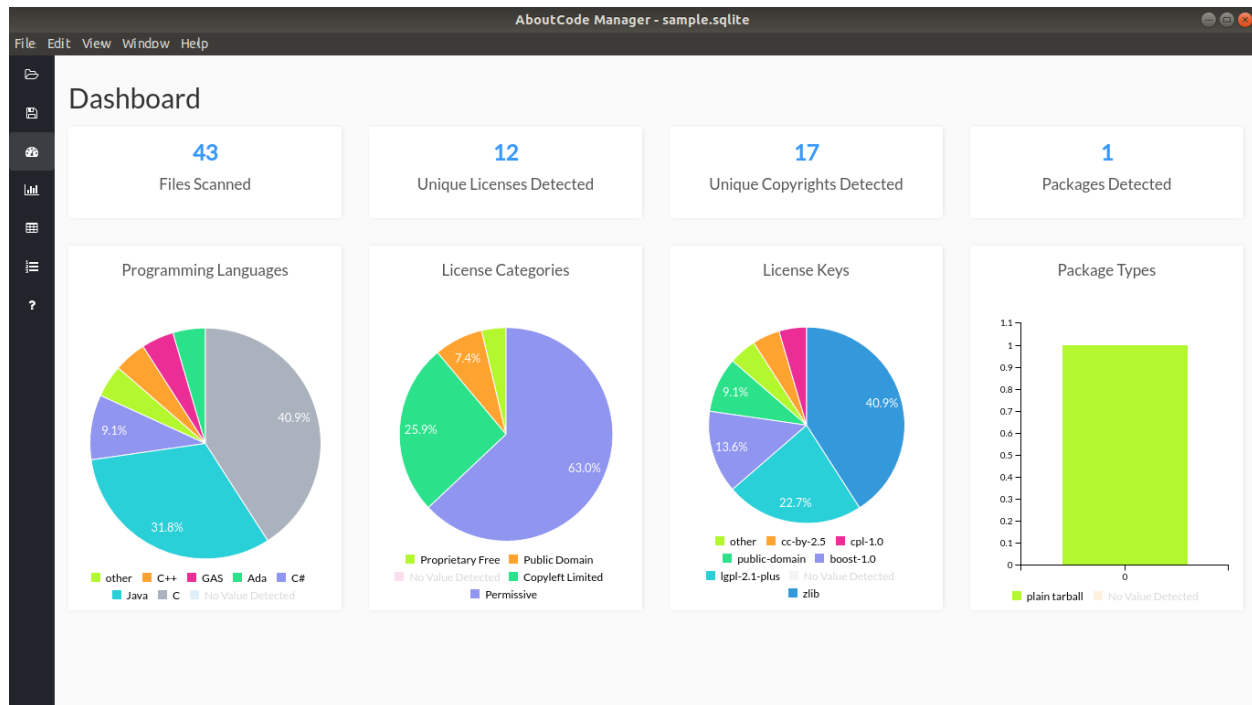 AboutCode Manager - sample.sqlite
File Edit View Window Help
Dashboard
43
Files Scanned
12
Unique Licenses Detected
17
Unique Copyrights Detected
1
Packages Detected
Programming Languages
40.9%
9.1%
31.8%
other C++ GAS Ada C#
Java C No Value Detected
License Categories
7.4%
25.9%
63.0%
Proprietary Free Public Domain
No Value Detected Copyleft Limited
Permissive
License Keys
9.1%
40.9%
13.6%
22.7%
other cc-by-2.5 cpl-1.0
public-domain boost-1.0
lgpl-2.1-plus No Value Detected
zlib
Package Types
1.1
1
0.9
0.8
0.7
0.6
0.5
0.4
0.3
0.2
0.1
0
0
plain tarball No Value Detected